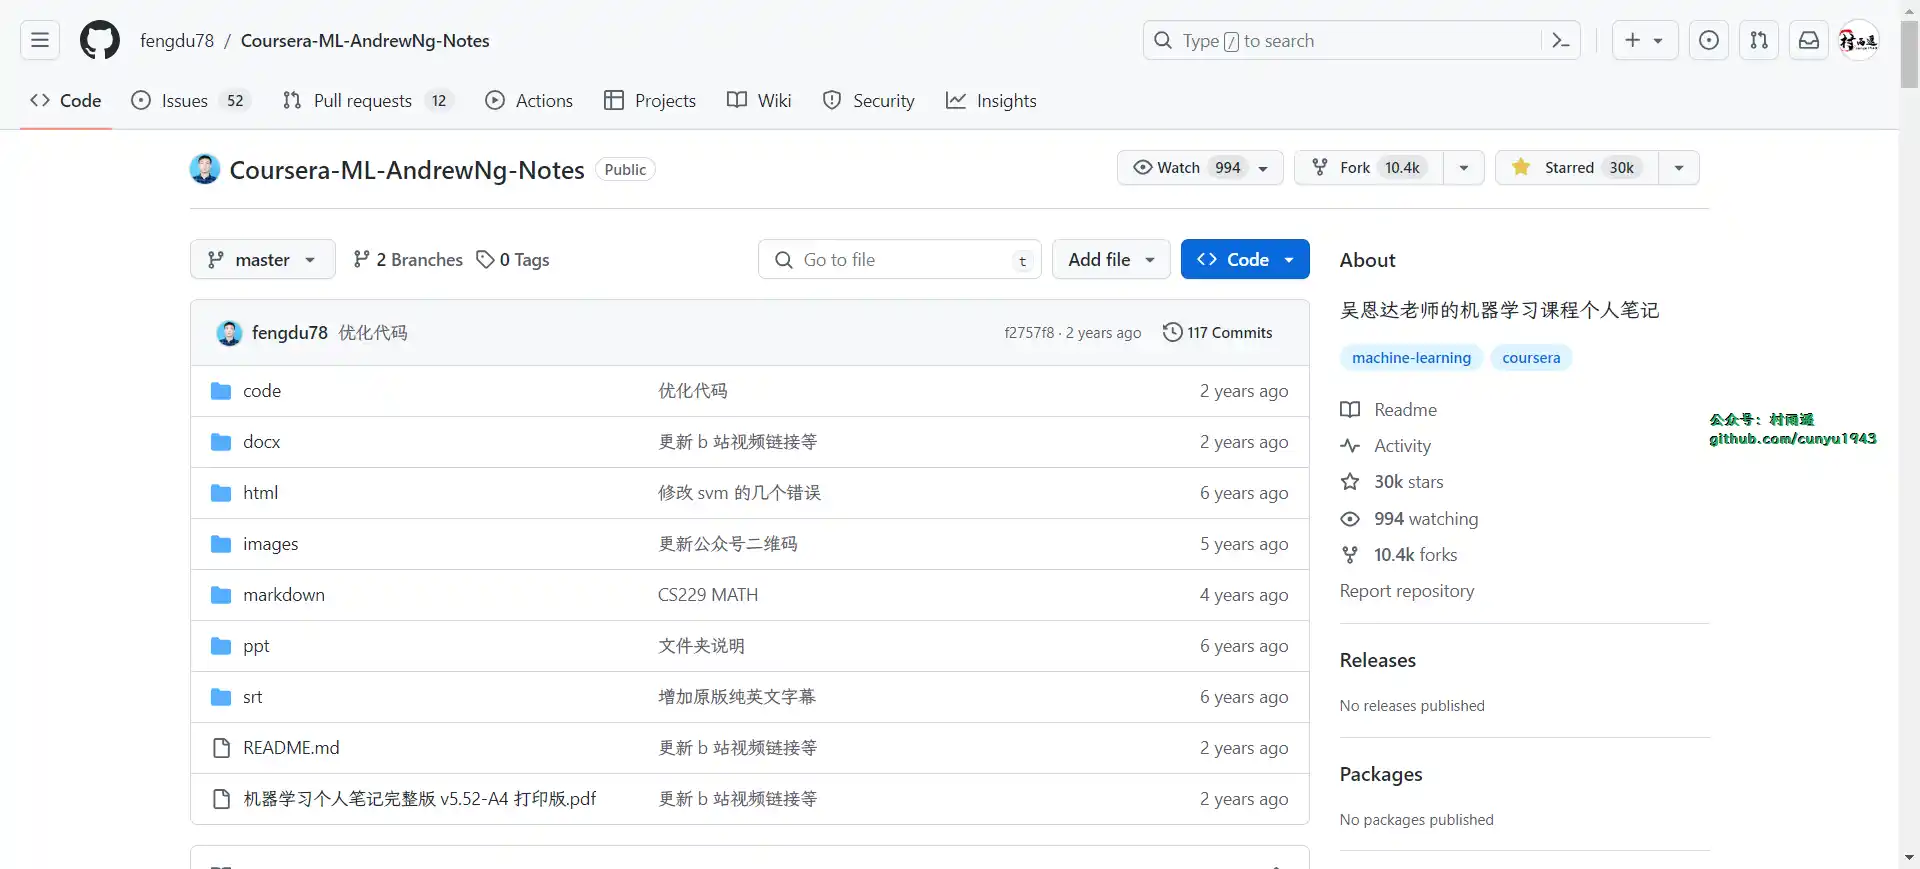 fengdu78 / Coursera-ML-AndrewNg-Notes
Type / to search
Code
Issues 52
Pull requests 12
Actions
Projects
Wiki
Security
Insights
Coursera-ML-AndrewNg-Notes Public
Watch 994
Fork 10.4k
Starred 30k
master
2 Branches
0 Tags
Go to file t
Add file
Code
fengdu78 优化代码 f2757f8 · 2 years ago 117 Commits
code 优化代码 2 years ago
docx 更新 b 站视频链接等 2 years ago
html 修改 svm 的几个错误 6 years ago
images 更新公众号二维码 5 years ago
markdown CS229 MATH 4 years ago
ppt 文件夹说明 6 years ago
srt 增加原版纯英文字幕 6 years ago
README.md 更新 b 站视频链接等 2 years ago
机器学习个人笔记完整版 v5.52-A4 打印版.pdf 更新 b 站视频链接等 2 years ago
About
吴恩达老师的机器学习课程个人笔记
machine-learning coursera
Readme
Activity
30k stars
994 watching
10.4k forks
Report repository
Releases
No releases published
Packages
No packages published
公众号：村雨遥
github.com/cunyu1943